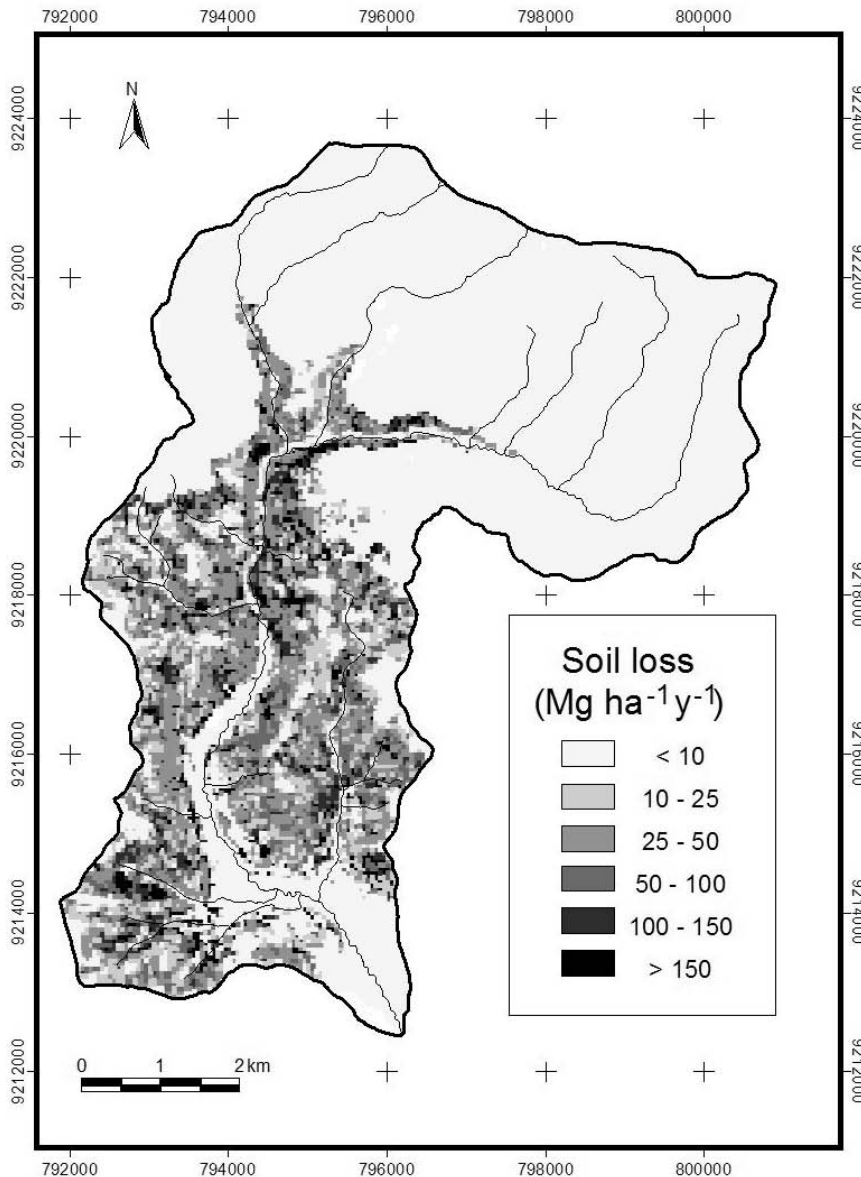 792000 794000 796000 798000 800000
N
9224000 9224000
9222000 9222000
9220000 9220000
9218000 9218000
Soil loss
(Mg ha⁻¹ y⁻¹)
< 10
10 - 25
25 - 50
50 - 100
100 - 150
> 150
9216000 9216000
9214000 9214000
0 1 2 km
9212000 9212000
792000 794000 796000 798000 800000